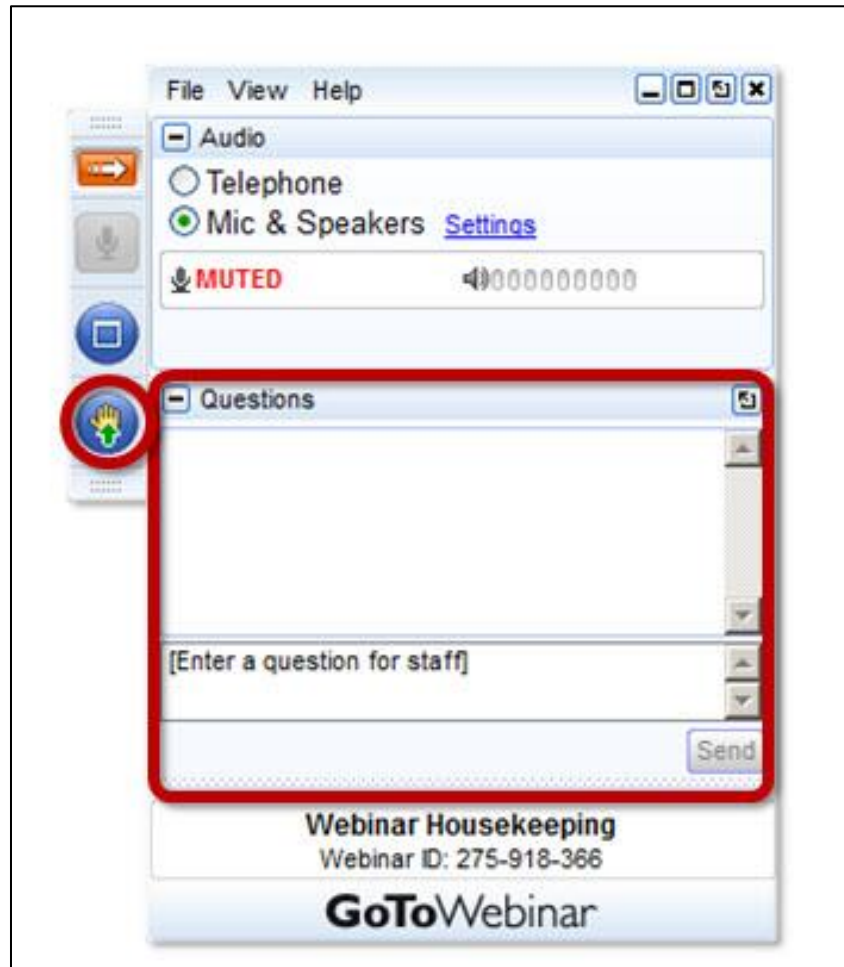 File View Help
Audio
Telephone
Mic & Speakers Settings
MUTED
Questions
[Enter a question for staff]
Send
Webinar Housekeeping
Webinar ID: 275-918-366
GoToWebinar